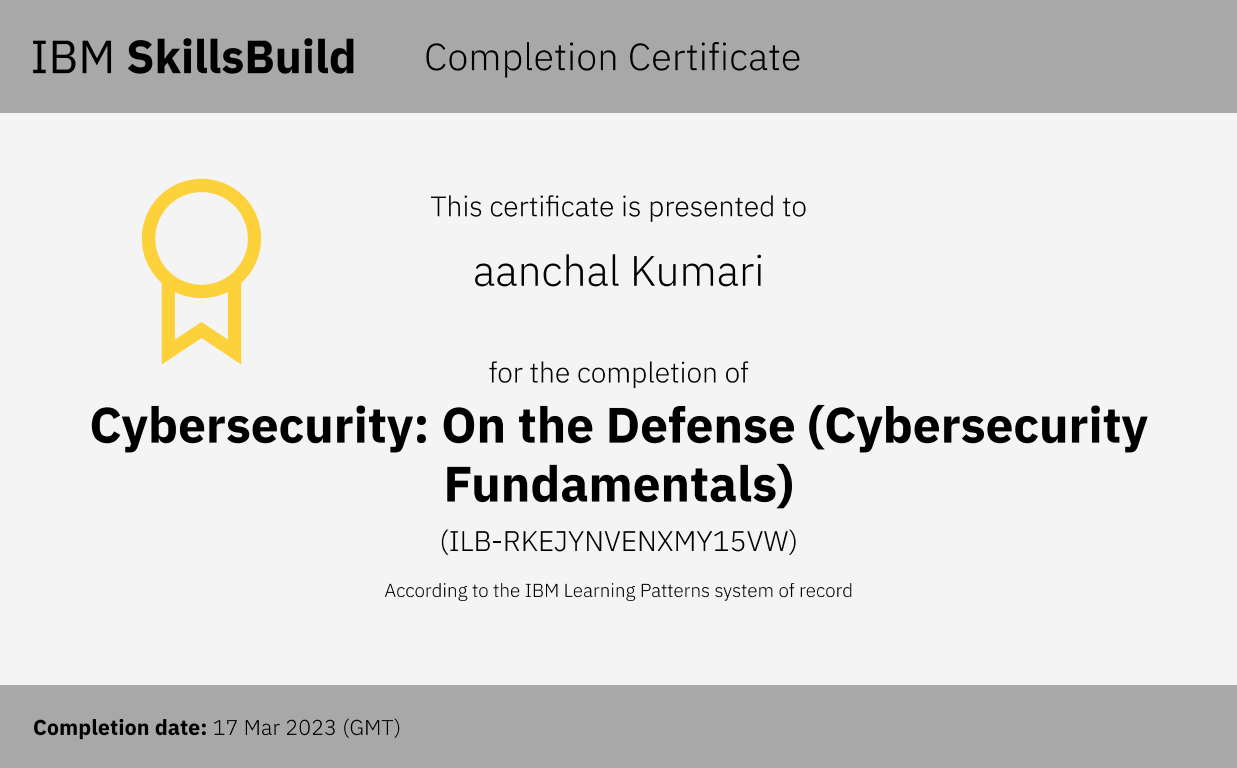 IBM SkillsBuild Completion Certificate
This certificate is presented to
aanchal Kumari
for the completion of
Cybersecurity: On the Defense (Cybersecurity
Fundamentals)
(ILB-RKEJYNVENXMY15VW)
According to the IBM Learning Patterns system of record
Completion date: 17 Mar 2023 (GMT)